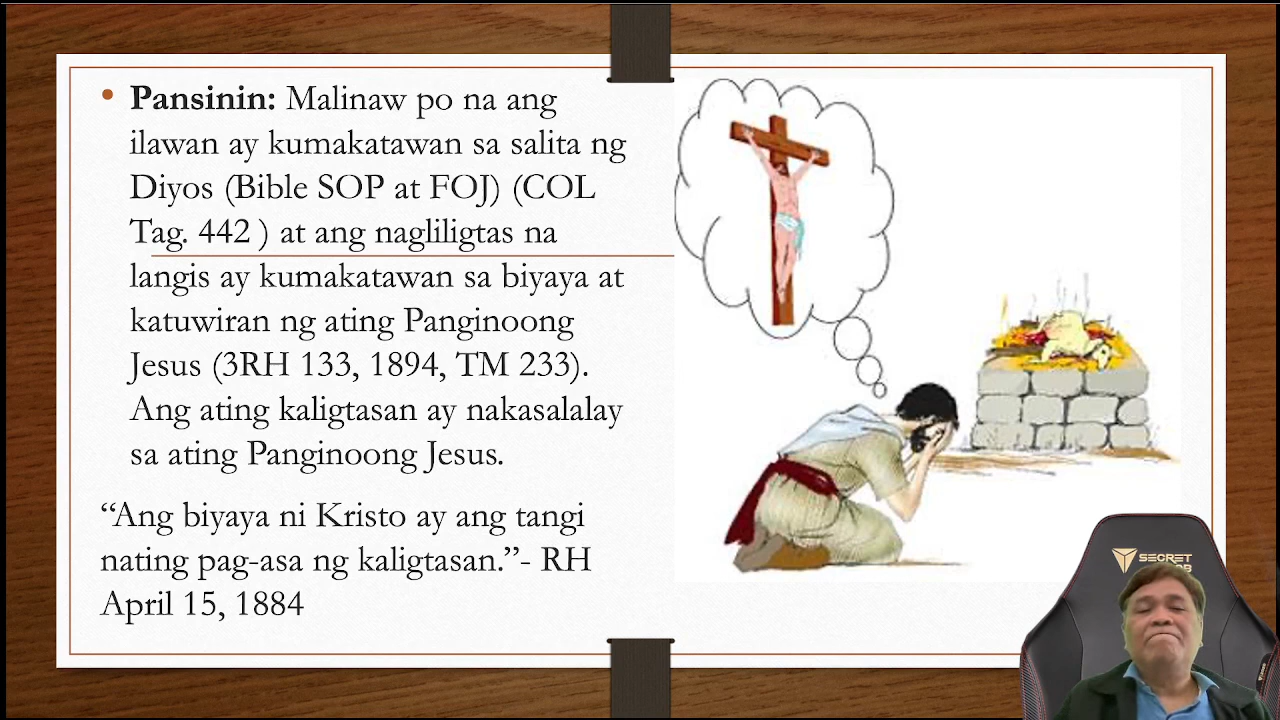 • Pansinin: Malinaw po na ang
ilawan ay kumakatawan sa salita ng
Diyos (Bible SOP at FOJ) (COL
Tag. 442 ) at ang nagliligtas na
langis ay kumakatawan sa biyaya at
katuwiran ng ating Panginoong
Jesus (3RH 133, 1894, TM 233).
Ang ating kaligtasan ay nakasalalay
sa ating Panginoong Jesus.
“Ang biyaya ni Kristo ay ang tangi
nating pag-asa ng kaligtasan.”- RH
April 15, 1884
SECRET